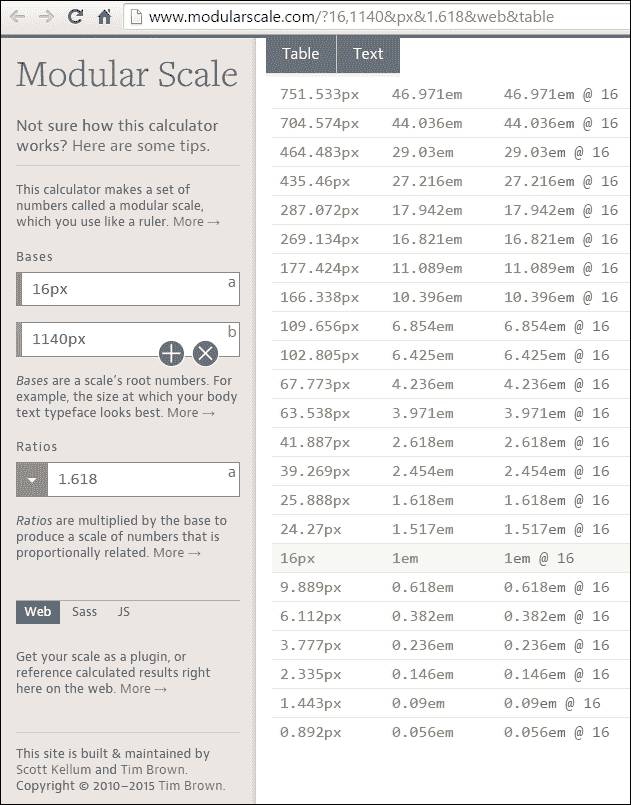 www.modularscale.com/?16,1140&px&1.618&web&table
Modular Scale
Not sure how this calculator
works? Here are some tips.
This calculator makes a set of
numbers called a modular scale,
which you use like a ruler. More →
Bases
16px a
1140px b
Bases are a scale's root numbers. For
example, the size at which your body
text typeface looks best. More →
Ratios
1.618 a
Ratios are multiplied by the base to
produce a scale of numbers that is
proportionally related. More →
Web Sass JS
Get your scale as a plugin, or
reference calculated results right
here on the web. More →
This site is built & maintained by
Scott Kellum and Tim Brown.
Copyright © 2010–2015 Tim Brown.
Table Text
751.533px 46.971em 46.971em @ 16
704.574px 44.036em 44.036em @ 16
464.483px 29.03em 29.03em @ 16
435.46px 27.216em 27.216em @ 16
287.072px 17.942em 17.942em @ 16
269.134px 16.821em 16.821em @ 16
177.424px 11.089em 11.089em @ 16
166.338px 10.396em 10.396em @ 16
109.656px 6.854em 6.854em @ 16
102.805px 6.425em 6.425em @ 16
67.773px 4.236em 4.236em @ 16
63.538px 3.971em 3.971em @ 16
41.887px 2.618em 2.618em @ 16
39.269px 2.454em 2.454em @ 16
25.888px 1.618em 1.618em @ 16
24.27px 1.517em 1.517em @ 16
16px 1em 1em @ 16
9.889px 0.618em 0.618em @ 16
6.112px 0.382em 0.382em @ 16
3.777px 0.236em 0.236em @ 16
2.335px 0.146em 0.146em @ 16
1.443px 0.09em 0.09em @ 16
0.892px 0.056em 0.056em @ 16